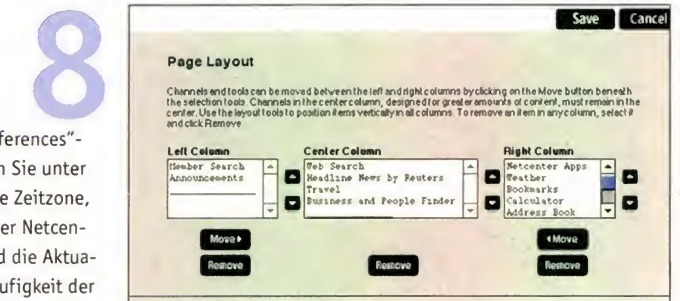 8
ferences"-
n Sie unter
e Zeitzone,
er Netcen-
d die Aktua-
ufigkeit der
Save Cancel
Page Layout
Channels and tools can be moved between the left and right columns by clicking on the Move button beneath
the selection tools. Channels in the center column, designed for greater amounts of content, must remain in the
center. Use the layout tools to position items vertically in all columns. To remove an item in any column, select it
and click Remove
Left Column
Member Search
Announcements
Move
Remove
Center Column
Web Search
Headline News by Reuters
Travel
Business and People Finder
Remove
Right Column
Netcenter Apps
Weather
Bookmarks
Calculator
Address Book
Move
Remove